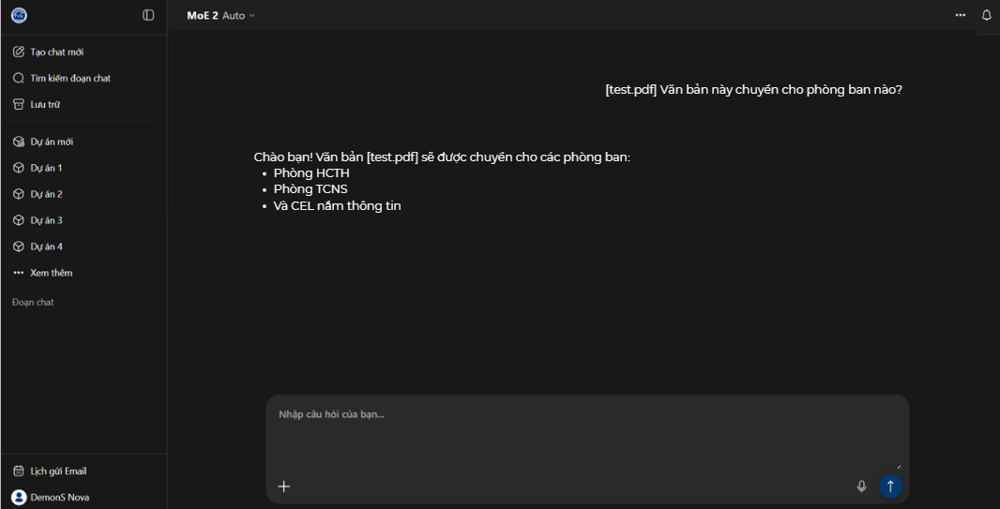 MoE 2 Auto
Tạo chat mới
Tìm kiếm đoạn chat
Lưu trữ
Dự án mới
Dự án 1
Dự án 2
Dự án 3
Dự án 4
Xem thêm
Đoạn chat
Lịch gửi Email
DemonS Nova
[test.pdf] Văn bản này chuyển cho phòng ban nào?
Chào bạn! Văn bản [test.pdf] sẽ được chuyển cho các phòng ban:
• Phòng HCTH
• Phòng TCNS
• Và CEL nắm thông tin
Nhập câu hỏi của bạn...